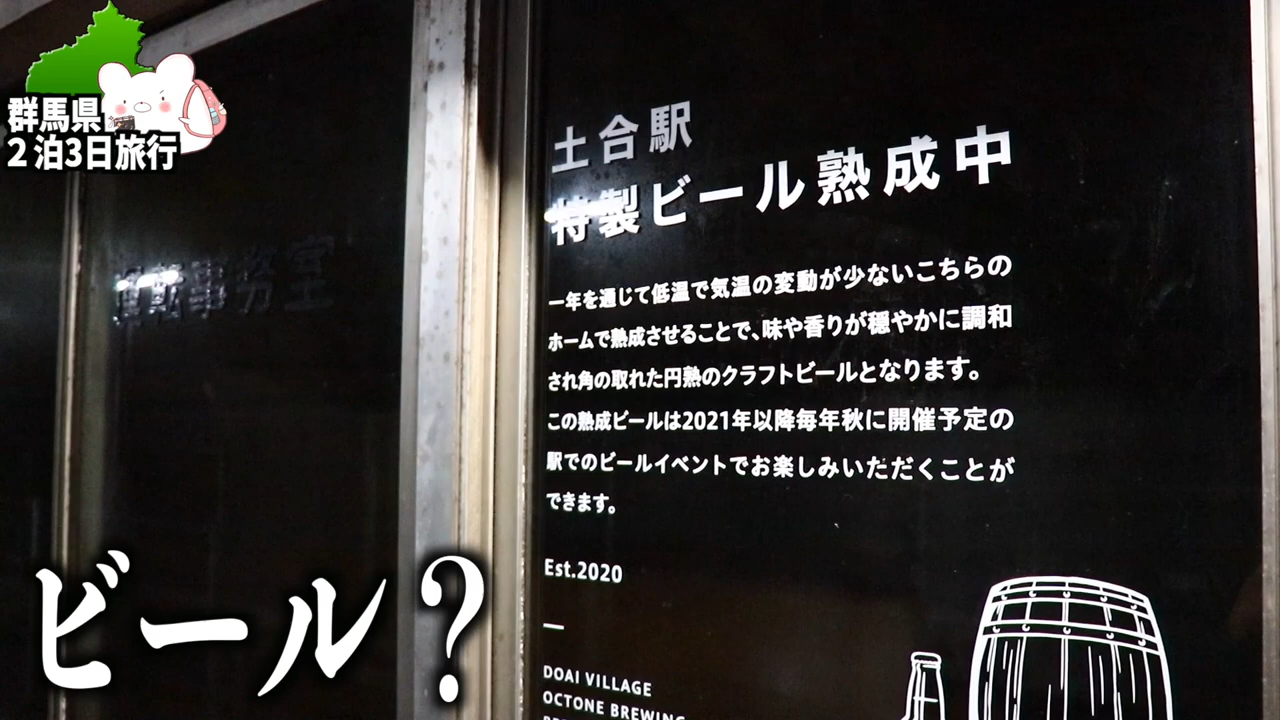 群馬県
2泊3日旅行
土合駅
特製ビール熟成中
一年を通じて低温で気温の変動が少ないこちらの
ホームで熟成させることで、味や香りが穏やかに調和
され角の取れた円熟のクラフトビールとなります。
この熟成ビールは2021年以降毎年秋に開催予定の
駅でのビールイベントでお楽しみいただくことが
できます。
Est.2020
DOAI VILLAGE
OCTONE BREWING
事務室
ビール?